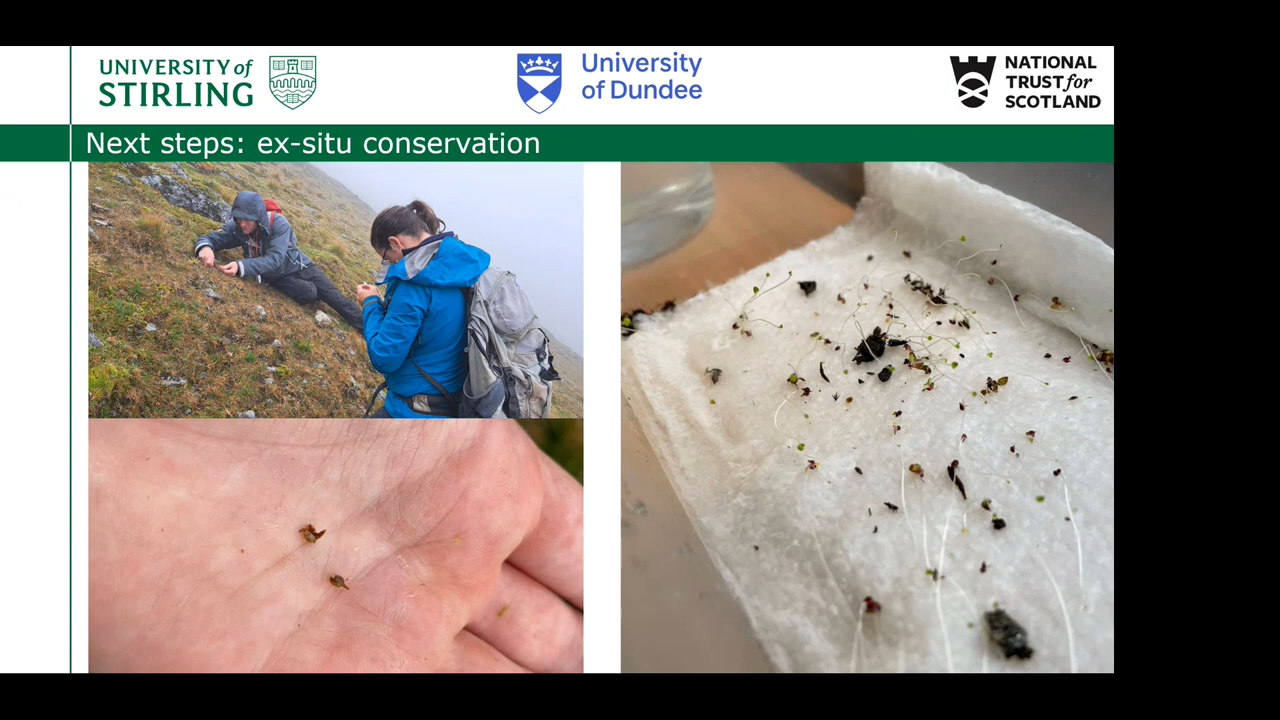 UNIVERSITY of
STIRLING
University
of Dundee
NATIONAL
TRUST for
SCOTLAND
Next steps: ex-situ conservation